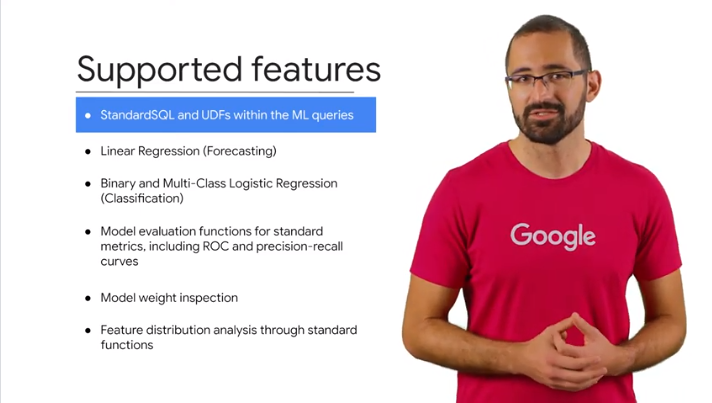 Supported features
● StandardSQL and UDFs within the ML queries
● Linear Regression (Forecasting)
● Binary and Multi-Class Logistic Regression
(Classification)
● Model evaluation functions for standard
metrics, including ROC and precision-recall
curves
● Model weight inspection
● Feature distribution analysis through standard
functions
Google